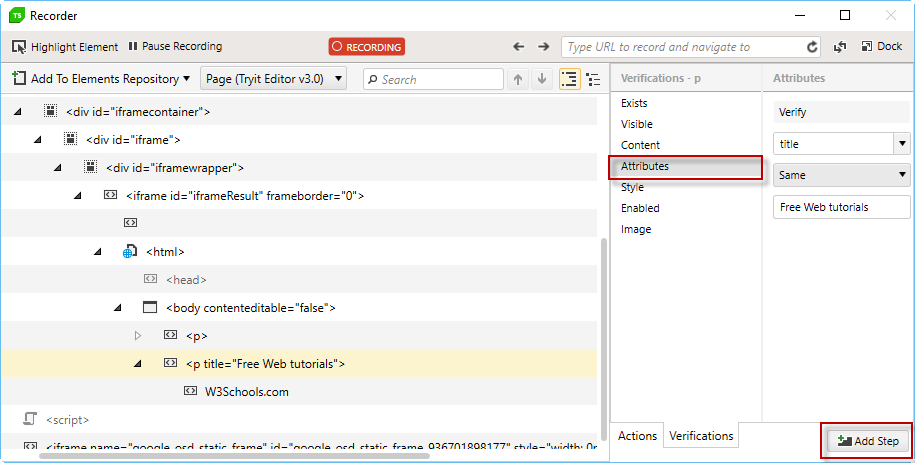 TS Recorder
Highlight Element Pause Recording RECORDING Type URL to record and navigate to Dock
Add To Elements Repository Page (Tryit Editor v3.0) Search
<div id="iframecontainer">
<div id="iframe">
<div id="iframewrapper">
<iframe id="iframeResult" frameborder="0">
<html>
<head>
<body contenteditable="false">
<p>
<p title="Free Web tutorials">
W3Schools.com
<script>
<iframe name="google_osd_static_frame" id="google_osd_static_frame_936701898177" style="width: 0p
Verifications - p
Exists
Visible
Content
Attributes
Style
Enabled
Image
Actions Verifications
Attributes
Verify
title
Same
Free Web tutorials
Add Step